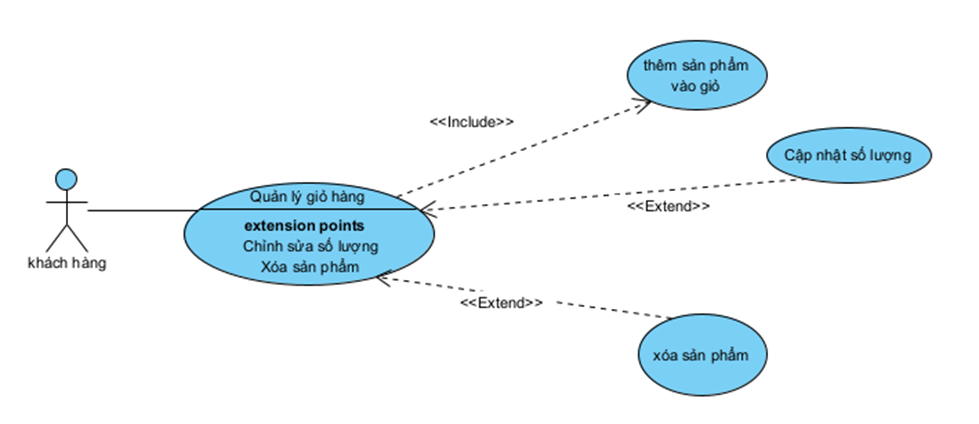 thêm sản phẩm
vào giỏ
<<Include>>
Cập nhật số lượng
<<Extend>>
Quản lý giỏ hàng
extension points
Chỉnh sửa số lượng
Xóa sản phẩm
khách hàng
<<Extend>>
xóa sản phẩm